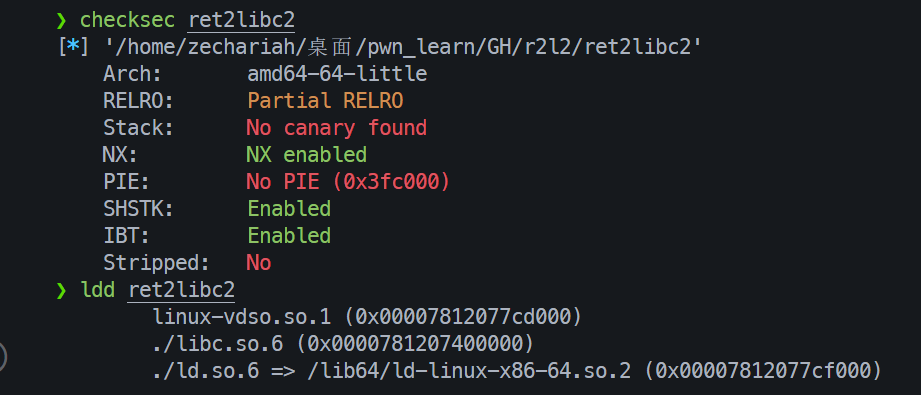 ❯ checksec ret2libc2
[*] '/home/zechariah/桌面/pwn_learn/GH/r2l2/ret2libc2'
    Arch:       amd64-64-little
    RELRO:      Partial RELRO
    Stack:      No canary found
    NX:         NX enabled
    PIE:        No PIE (0x3fc000)
    SHSTK:      Enabled
    IBT:        Enabled
    Stripped:   No
❯ ldd ret2libc2
        linux-vdso.so.1 (0x00007812077cd000)
        ./libc.so.6 (0x0000781207400000)
        ./ld.so.6 => /lib64/ld-linux-x86-64.so.2 (0x00007812077cf000)